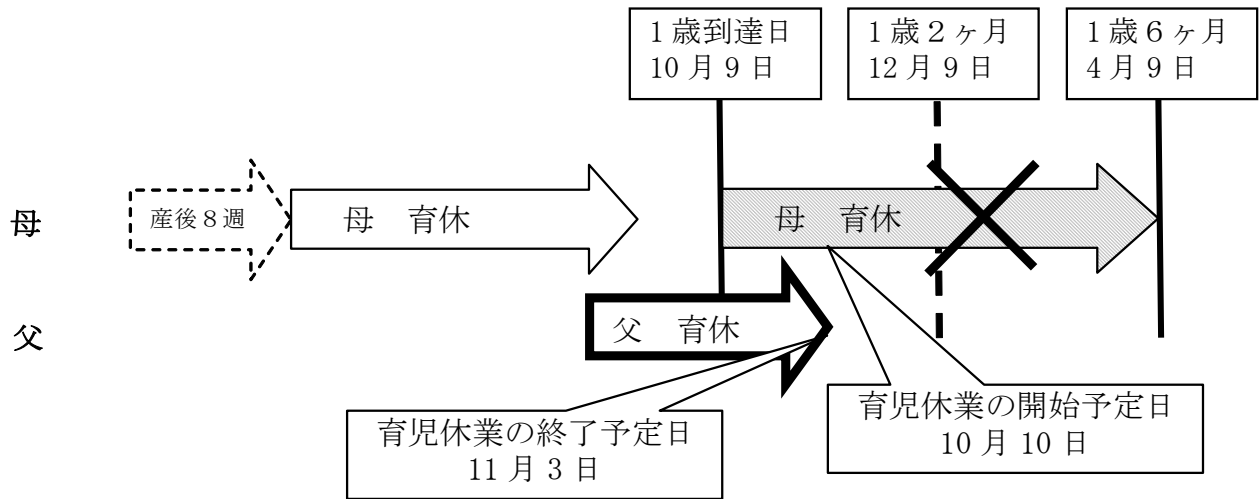 1歳到達日
10月9日
1歳2ヶ月
12月9日
1歳6ヶ月
4月9日
母
産後8週
母 育休
母 育休
父
父 育休
育児休業の終了予定日
11月3日
育児休業の開始予定日
10月10日